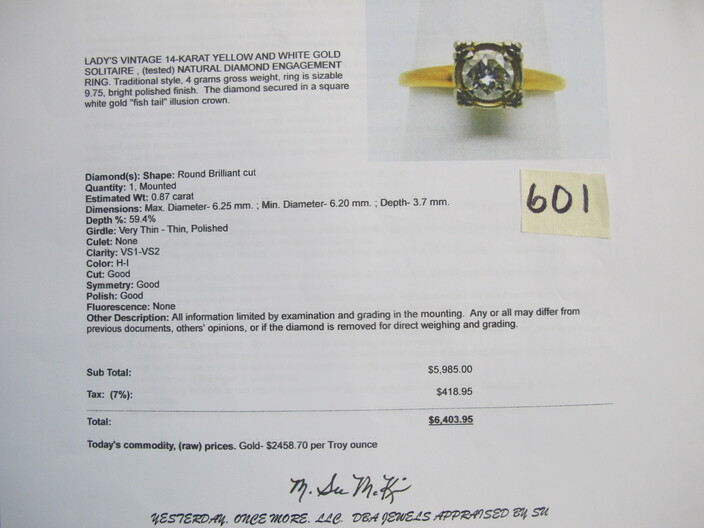 LADY'S VINTAGE 14-KARAT YELLOW AND WHITE GOLD
SOLITAIRE , (tested) NATURAL DIAMOND ENGAGEMENT
RING. Traditional style, 4 grams gross weight, ring is sizable
9.75, bright polished finish. The diamond secured in a square
white gold "fish tail" illusion crown.
601
Diamond(s): Shape: Round Brilliant cut
Quantity: 1, Mounted
Estimated Wt: 0.87 carat
Dimensions: Max. Diameter- 6.25 mm. ; Min. Diameter- 6.20 mm. ; Depth- 3.7 mm.
Depth %: 59.4%
Girdle: Very Thin - Thin, Polished
Culet: None
Clarity: VS1-VS2
Color: H-I
Cut: Good
Symmetry: Good
Polish: Good
Fluorescence: None
Other Description: All information limited by examination and grading in the mounting. Any or all may differ from
previous documents, others' opinions, or if the diamond is removed for direct weighing and grading.
Sub Total: $5,985.00
Tax: (7%): $418.95
Total: $6,403.95
Today's commodity, (raw) prices. Gold- $2458.70 per Troy ounce
M. Su
YESTERDAY, ONCE MORE, LLC. DBA JEWELS APPRAISED BY SU